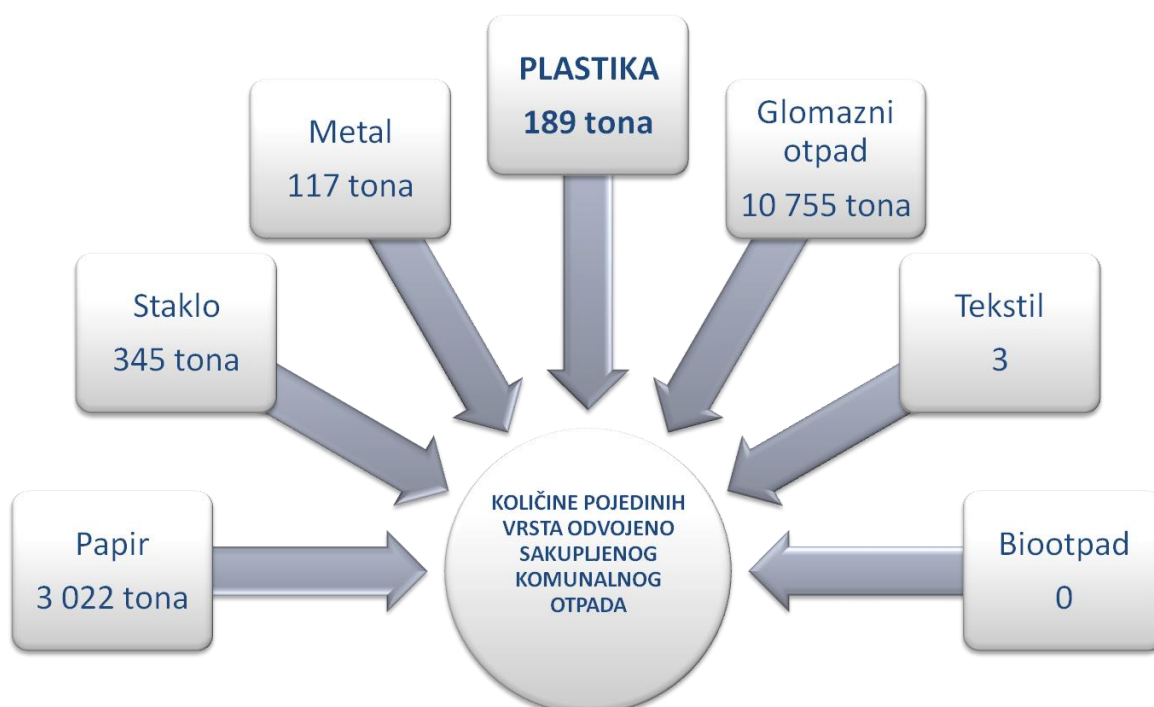 Papir
3 022 tona
Staklo
345 tona
Metal
117 tona
PLASTIKA
189 tona
Glomazni
otpad
10 755 tona
Tekstil
3
Biootpad
0
KOLIČINE POJEDINIH
VRSTA ODVOJENO
SAKUPLJENOG
KOMUNALNOG
OTPADA